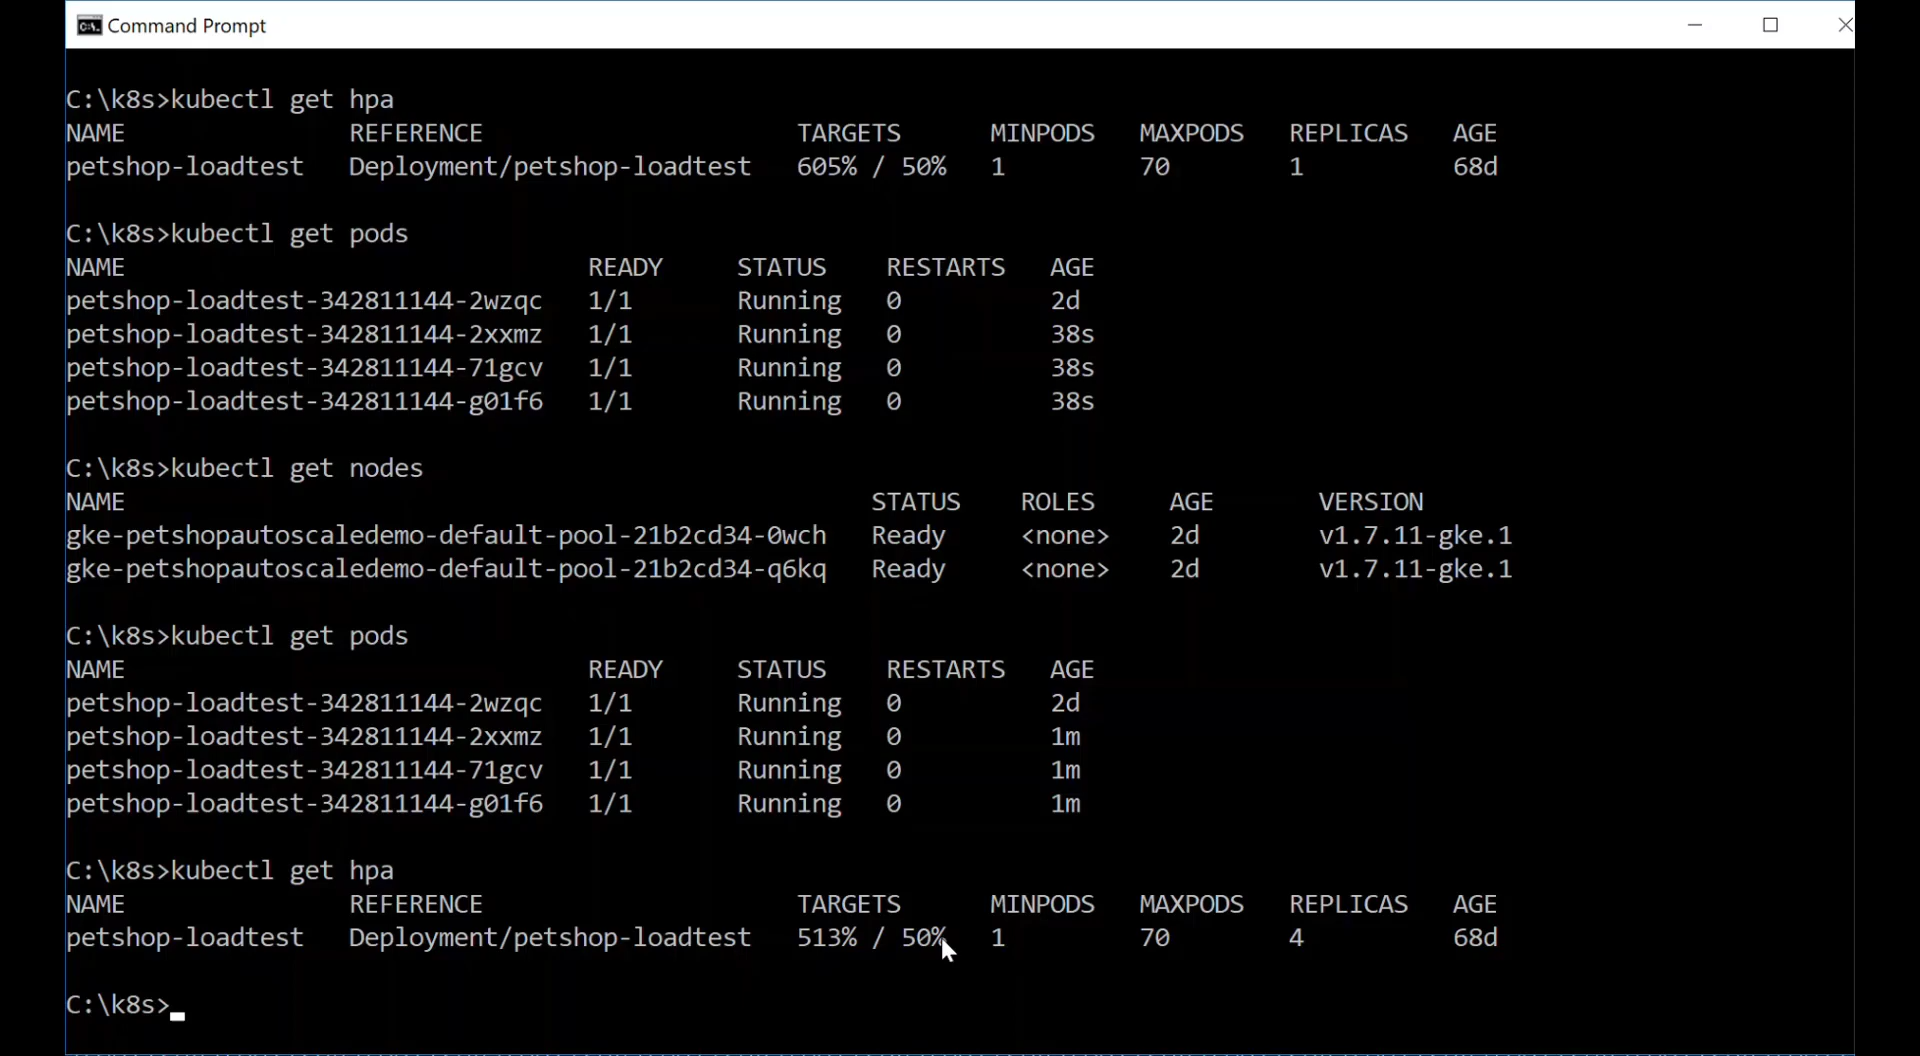 Command Prompt
C:\k8s>kubectl get hpa
NAME REFERENCE TARGETS MINPODS MAXPODS REPLICAS AGE
petshop-loadtest Deployment/petshop-loadtest 605% / 50% 1 70 1 68d
C:\k8s>kubectl get pods
NAME READY STATUS RESTARTS AGE
petshop-loadtest-342811144-2wzqc 1/1 Running 0 2d
petshop-loadtest-342811144-2xxmz 1/1 Running 0 38s
petshop-loadtest-342811144-71gcv 1/1 Running 0 38s
petshop-loadtest-342811144-g01f6 1/1 Running 0 38s
C:\k8s>kubectl get nodes
NAME STATUS ROLES AGE VERSION
gke-petshopautoscaledemo-default-pool-21b2cd34-0wch Ready <none> 2d v1.7.11-gke.1
gke-petshopautoscaledemo-default-pool-21b2cd34-q6kq Ready <none> 2d v1.7.11-gke.1
C:\k8s>kubectl get pods
NAME READY STATUS RESTARTS AGE
petshop-loadtest-342811144-2wzqc 1/1 Running 0 2d
petshop-loadtest-342811144-2xxmz 1/1 Running 0 1m
petshop-loadtest-342811144-71gcv 1/1 Running 0 1m
petshop-loadtest-342811144-g01f6 1/1 Running 0 1m
C:\k8s>kubectl get hpa
NAME REFERENCE TARGETS MINPODS MAXPODS REPLICAS AGE
petshop-loadtest Deployment/petshop-loadtest 513% / 50% 1 70 4 68d
C:\k8s>